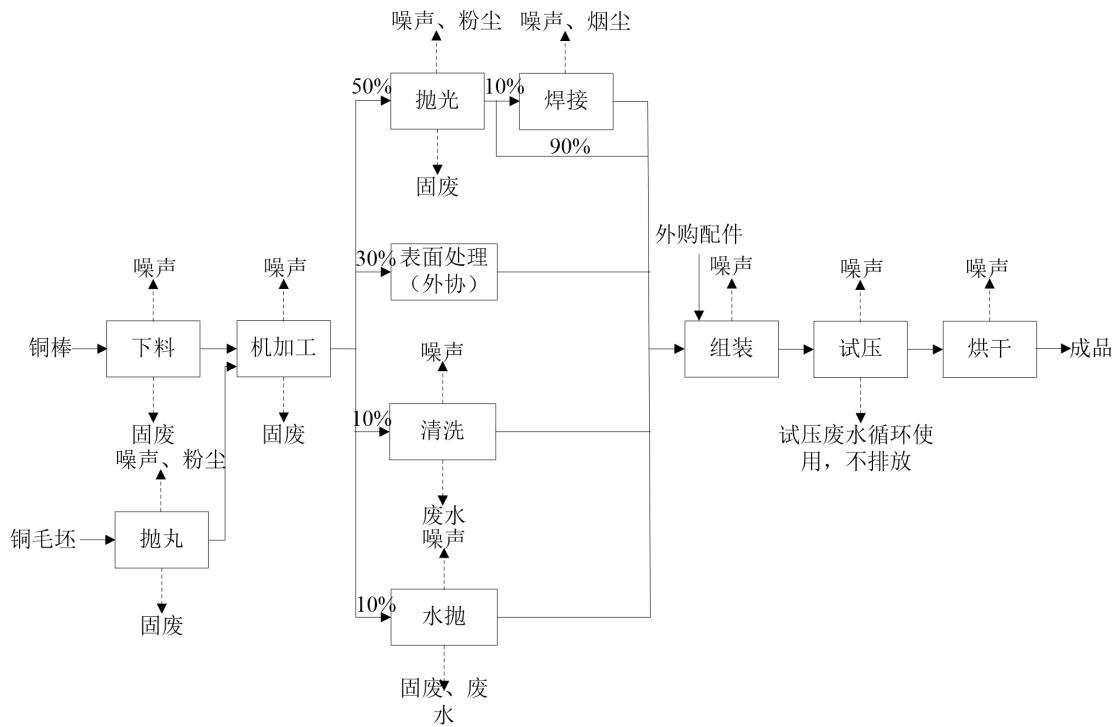 噪声、粉尘
噪声、烟尘
50%
抛光
10%
焊接
90%
固废
外购配件
30%
表面处理
（外协）
噪声
噪声
噪声
噪声
噪声
铜棒
下料
机加工
组装
试压
烘干
成品
噪声
固废
固废
10%
清洗
试压废水循环使
用，不排放
噪声、粉尘
废水
铜毛坯
抛丸
噪声
固废
10%
水抛
固废、废
水